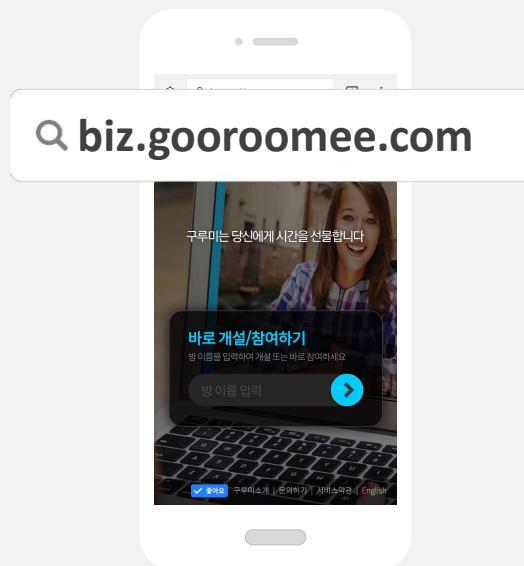 biz.gooroomee.com
구루미는 당신에게 시간을 선물합니다
바로 개설/참여하기
방 이름을 입력하여 개설 또는 바로 참여하세요
방 이름 입력
좋아요 구루미소개 | 문의하기 | 서비스약관 | English